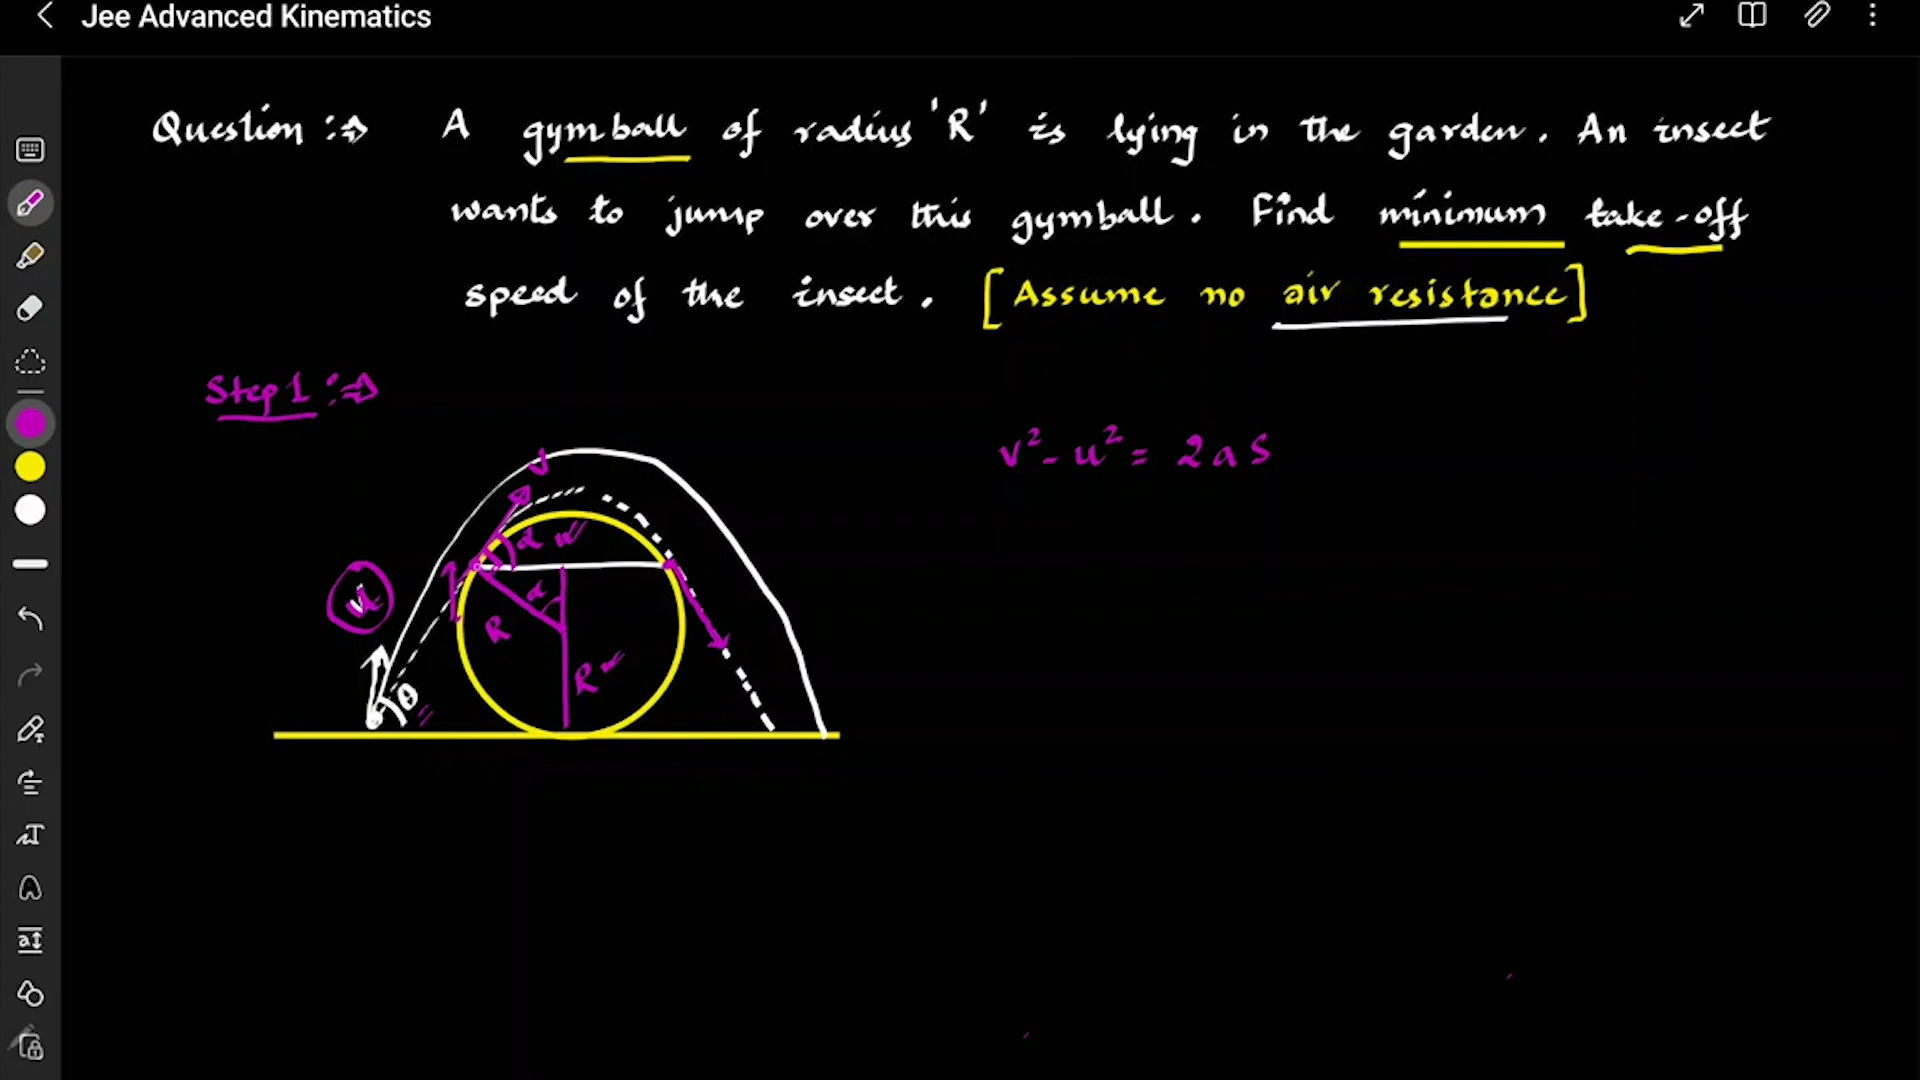 Jee Advanced Kinematics
Question :⇒ A gymball of radius 'R' is lying in the garden. An insect
wants to jump over this gymball. Find minimum take-off
speed of the insect. [Assume no air resistance]
Step 1 :⇒
v² - u² = 2as
v
α
u
α
R
R
θ